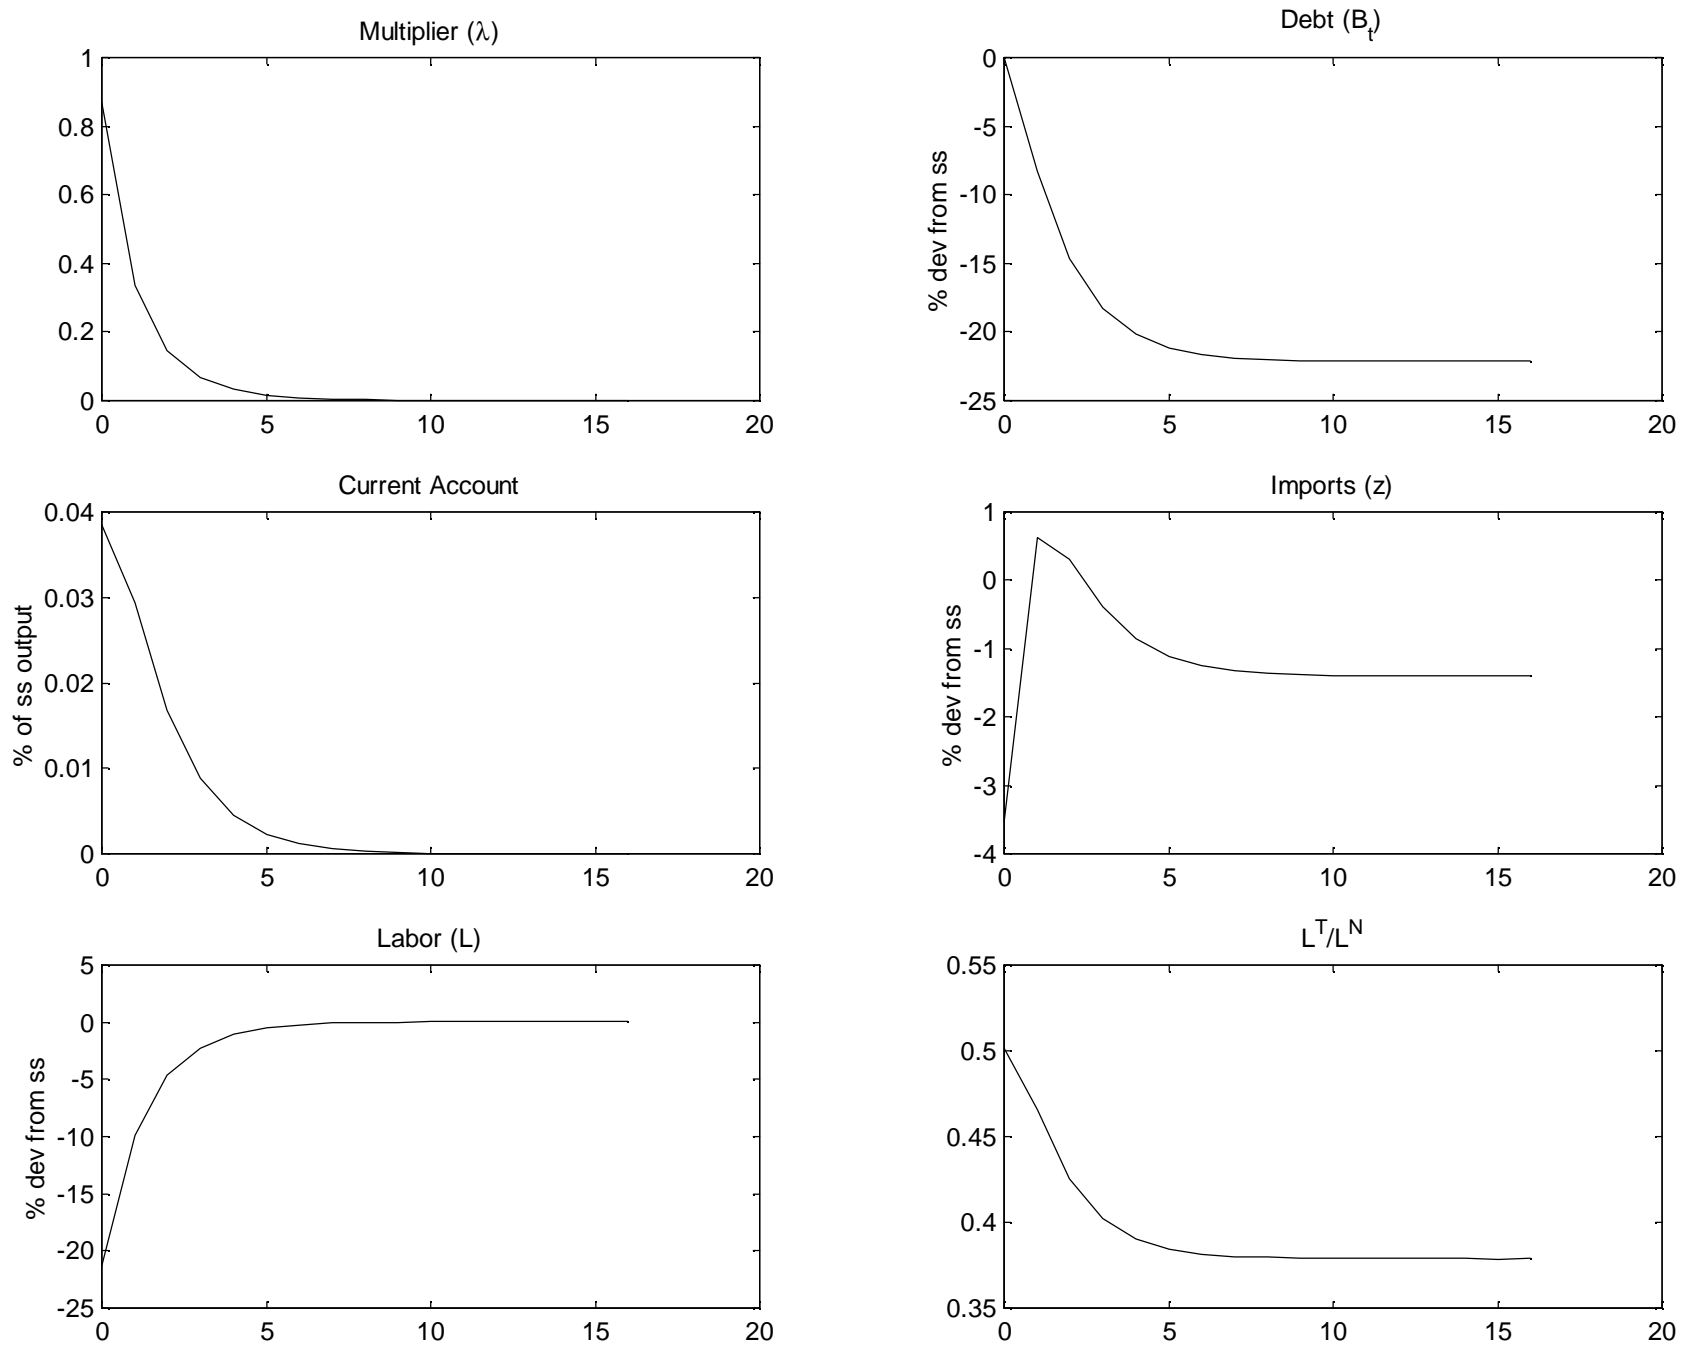 Multiplier (λ)
1
0.8
0.6
0.4
0.2
0
0 5 10 15 20
Debt (B_t)
% dev from ss
0
-5
-10
-15
-20
-25
0 5 10 15 20
Current Account
% of ss output
0.04
0.03
0.02
0.01
0
0 5 10 15 20
Imports (z)
% dev from ss
1
0
-1
-2
-3
-4
0 5 10 15 20
Labor (L)
% dev from ss
5
0
-5
-10
-15
-20
-25
0 5 10 15 20
L^T/L^N
0.55
0.5
0.45
0.4
0.35
0 5 10 15 20